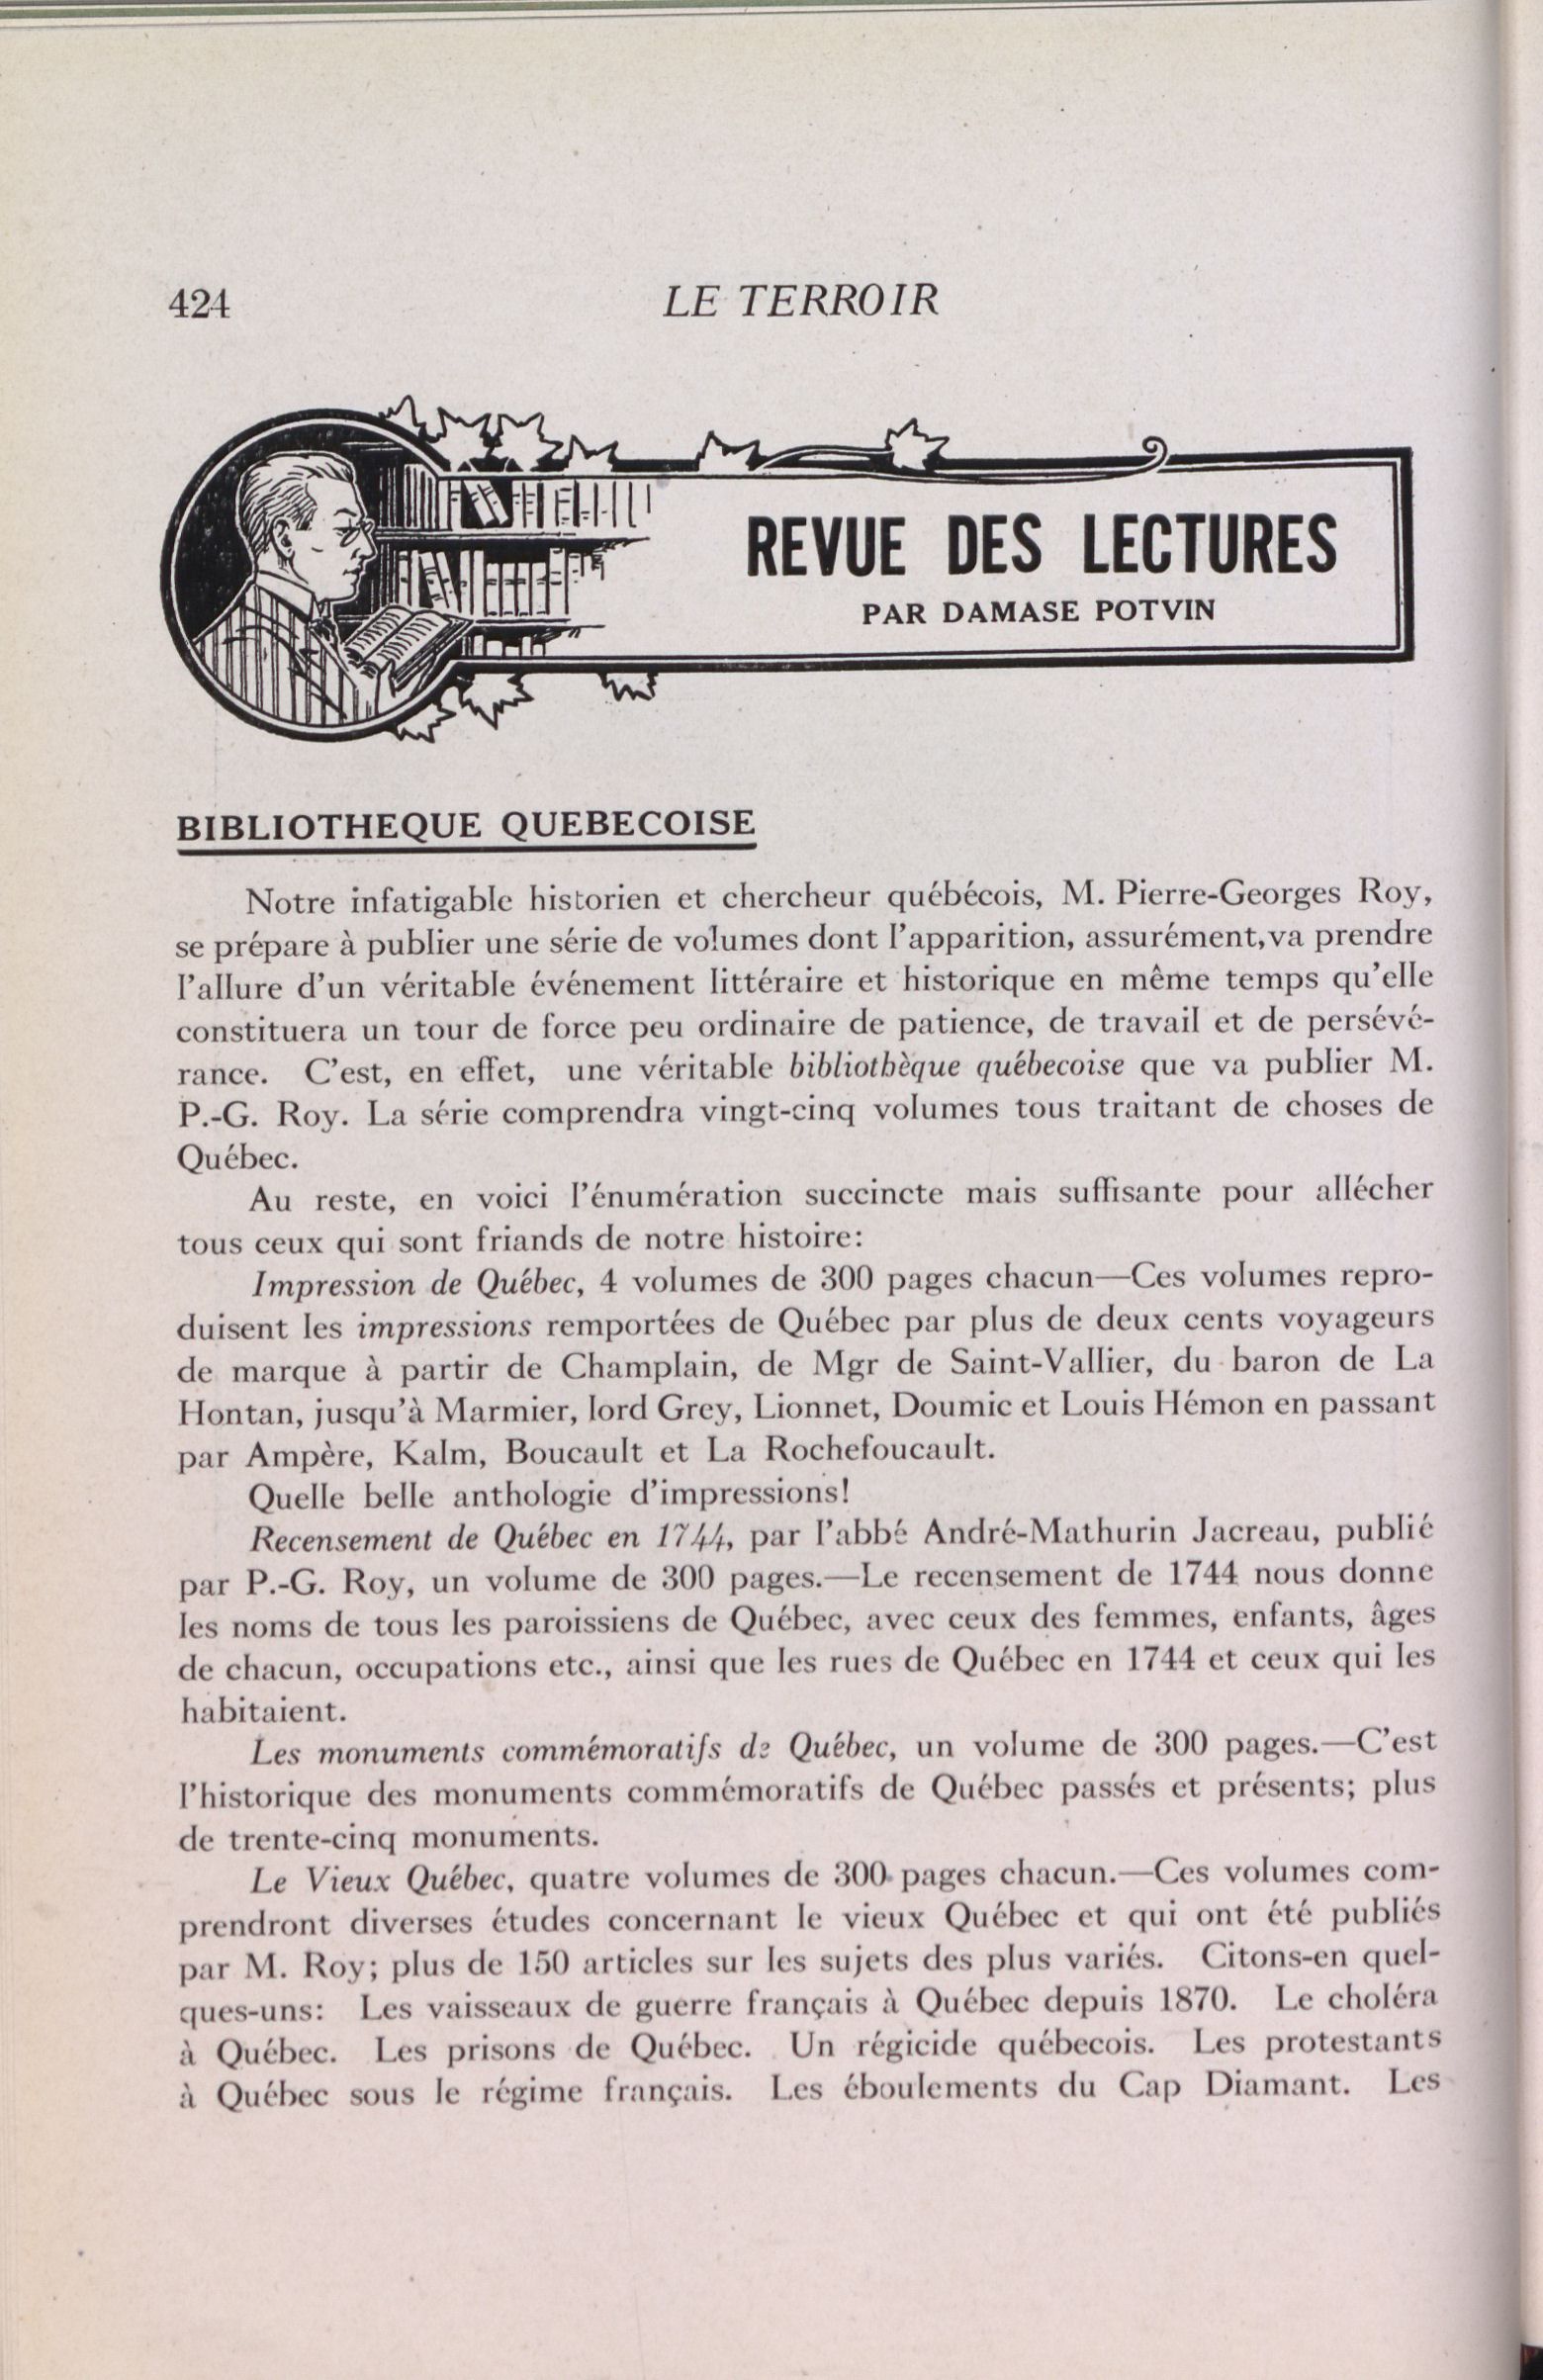 424
LE TERROIR
REVUE DES LECTURES
PAR DAMASE POTVIN
BIBLIOTHEQUE QUEBECOISE
Notre infatigable historien et chercheur québécois, M. Pierre-Georges Roy,
se prépare à publier une série de volumes dont l'apparition, assurément, va prendre
l'allure d'un véritable événement littéraire et historique en même temps qu'elle
constituera un tour de force peu ordinaire de patience, de travail et de persévé-
rance. C'est, en effet, une véritable bibliothèque québecoise que va publier M.
P.-G. Roy. La série comprendra vingt-cinq volumes tous traitant de choses de
Québec.
Au reste, en voici l'énumération succincte mais suffisante pour allécher
tous ceux qui sont friands de notre histoire:
Impression de Québec, 4 volumes de 300 pages chacun—Ces volumes repro-
duisent les impressions remportées de Québec par plus de deux cents voyageurs
de marque à partir de Champlain, de Mgr de Saint-Vallier, du baron de La
Hontan, jusqu'à Marmier, lord Grey, Lionnet, Doumic et Louis Hémon en passant
par Ampère, Kalm, Boucault et La Rochefoucault.
Quelle belle anthologie d'impressions!
Recensement de Québec en 1744, par l'abbé André-Mathurin Jacreau, publié
par P.-G. Roy, un volume de 300 pages.—Le recensement de 1744 nous donne
les noms de tous les paroissiens de Québec, avec ceux des femmes, enfants, âges
de chacun, occupations etc., ainsi que les rues de Québec en 1744 et ceux qui les
habitaient.
Les monuments commémoratifs de Québec, un volume de 300 pages.—C'est
l'historique des monuments commémoratifs de Québec passés et présents; plus
de trente-cinq monuments.
Le Vieux Québec, quatre volumes de 300 pages chacun.—Ces volumes com-
prendront diverses études concernant le vieux Québec et qui ont été publiés
par M. Roy; plus de 150 articles sur les sujets des plus variés. Citons-en quel-
ques-uns: Les vaisseaux de guerre français à Québec depuis 1870. Le choléra
à Québec. Les prisons de Québec. Un régicide québecois. Les protestants
à Québec sous le régime français. Les éboulements du Cap Diamant. Les